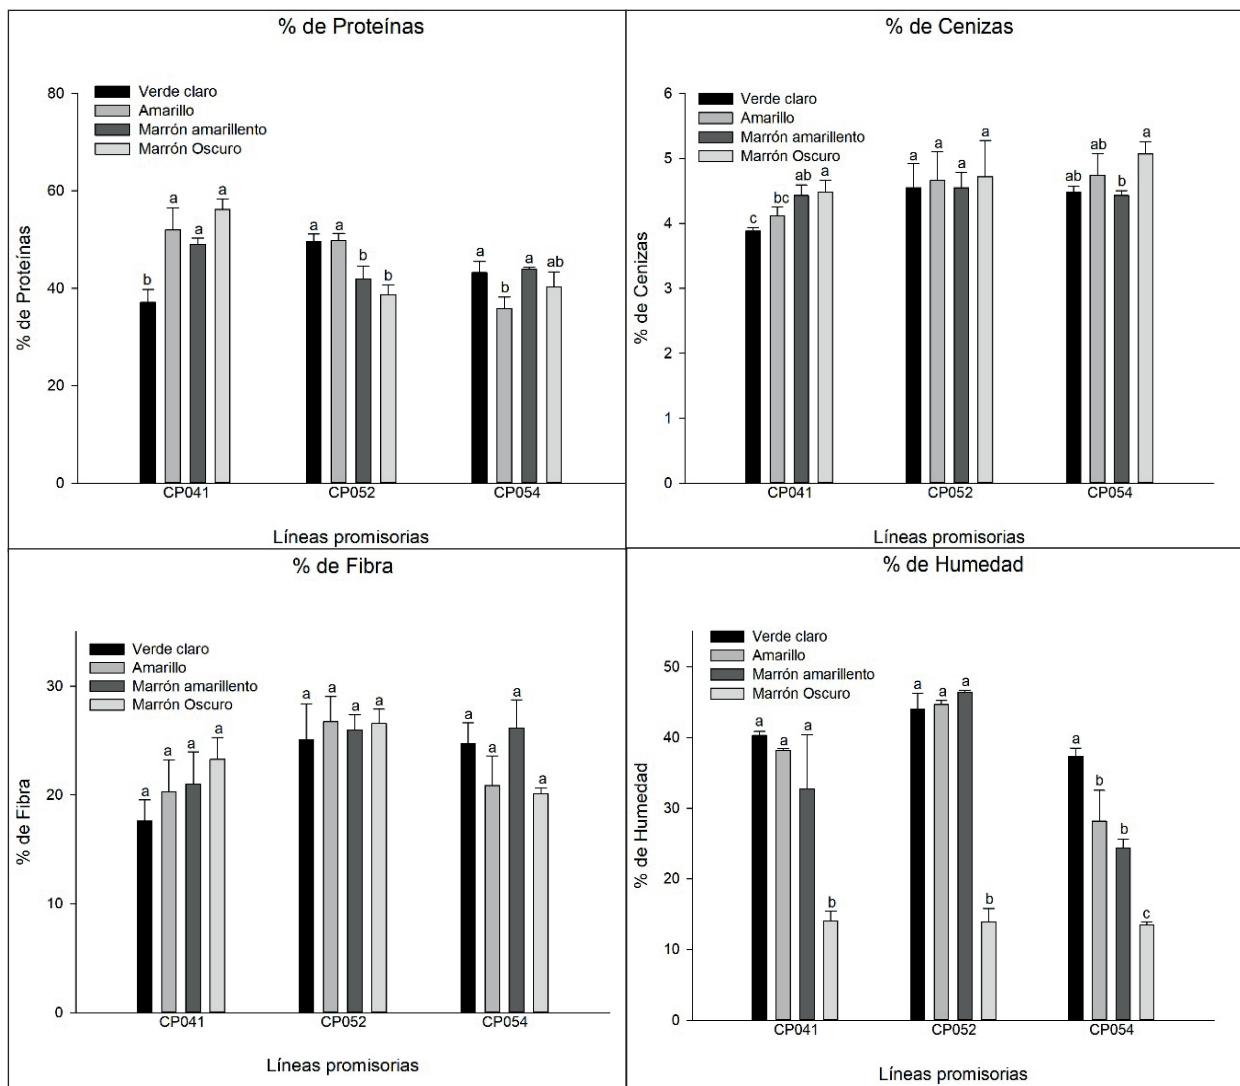 % de Proteínas
Verde claro
Amarillo
Marrón amarillento
Marrón Oscuro
% de Proteínas
80
60
40
20
0
b
a
a
a
a
a
b
b
a
b
a
ab
CP041
CP052
CP054
Líneas promisorias
% de Cenizas
Verde claro
Amarillo
Marrón amarillento
Marrón Oscuro
% de Cenizas
6
5
4
3
2
1
0
c
bc
ab
a
a
a
a
a
ab
ab
b
a
CP041
CP052
CP054
Líneas promisorias
% de Fibra
Verde claro
Amarillo
Marrón amarillento
Marrón Oscuro
% de Fibra
30
20
10
0
a
a
a
a
a
a
a
a
a
a
a
a
CP041
CP052
CP054
Líneas promisorias
% de Humedad
Verde claro
Amarillo
Marrón amarillento
Marrón Oscuro
% de Humedad
50
40
30
20
10
0
a
a
a
b
a
a
a
b
a
b
b
c
CP041
CP052
CP054
Líneas promisorias